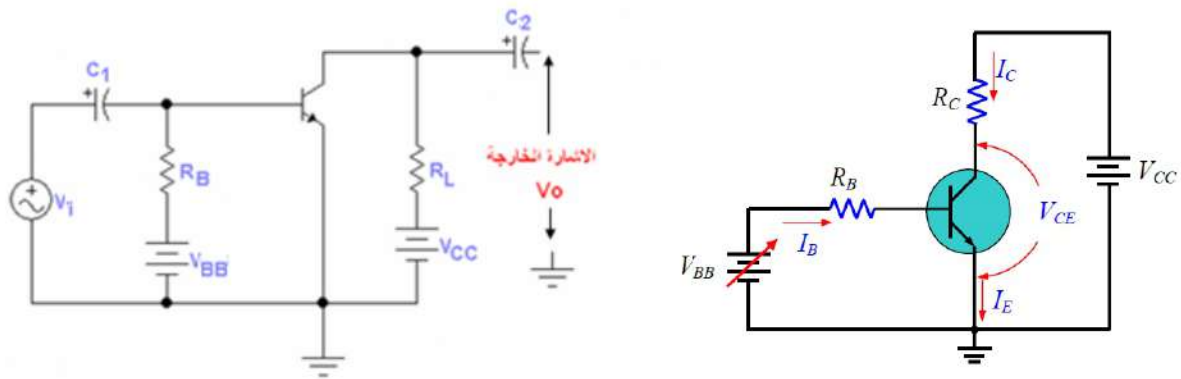 C2
C1
+
+
RB
RL
الاشارة الخارجة
Vo
+
Vi
VBB
VCC
IC
RC
RB
VCE
VCC
IB
VBB
IE